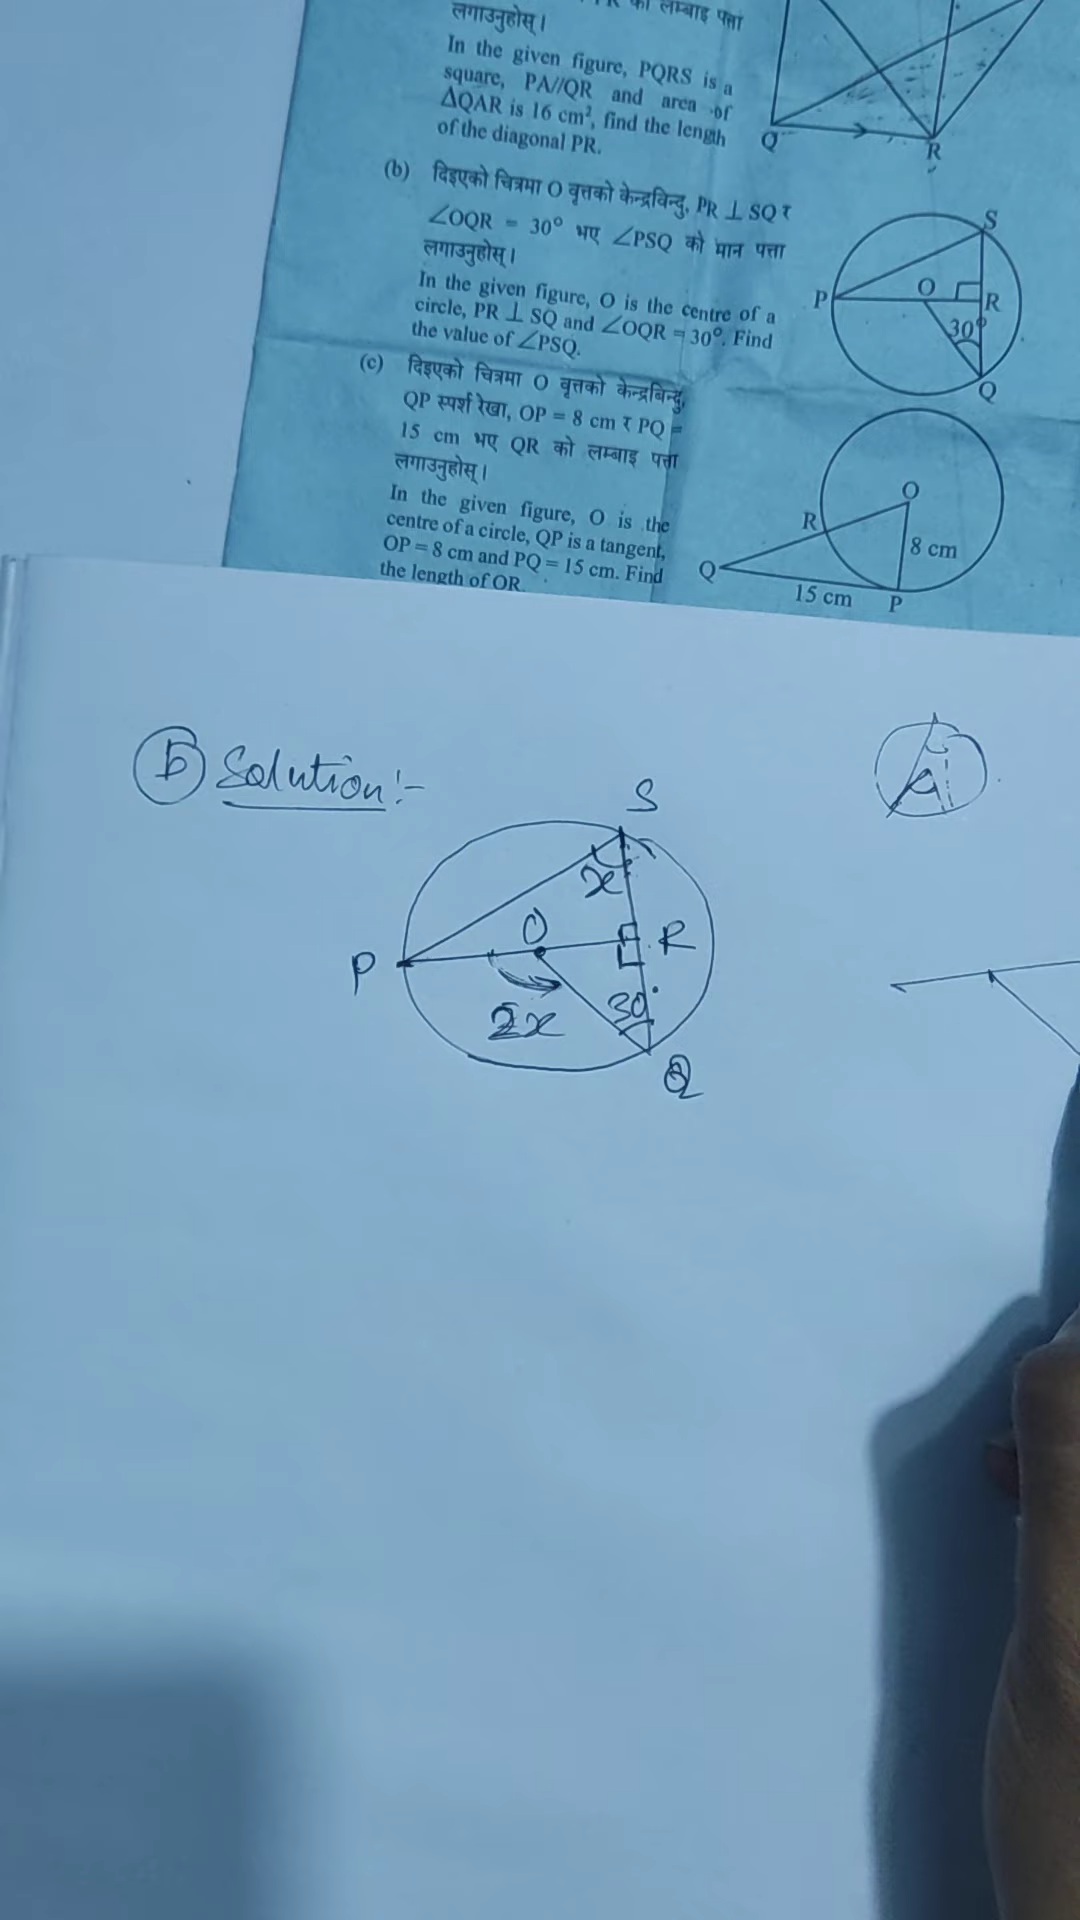 को लम्बाइ पत्ता
लगाउनुहोस् ।
In the given figure, PQRS is a
square, PA//QR and area of
ΔQAR is 16 cm², find the length
of the diagonal PR.
Q
R
(b) दिइएको चित्रमा O वृत्तको केन्द्रविन्दु, PR ⊥ SQ र
∠OQR = 30° भए ∠PSQ को मान पत्ता
लगाउनुहोस् ।
In the given figure, O is the centre of a
circle, PR ⊥ SQ and ∠OQR = 30°. Find
the value of ∠PSQ.
S
P
O
R
30°
Q
(c) दिइएको चित्रमा O वृत्तको केन्द्रबिन्दु,
QP स्पर्श रेखा, OP = 8 cm र PQ =
15 cm भए QR को लम्बाइ पत्ता
लगाउनुहोस् ।
In the given figure, O is the
centre of a circle, QP is a tangent,
OP = 8 cm and PQ = 15 cm. Find
the length of QR.
O
R
8 cm
Q
15 cm
P
b Solution:-
S
x
O
R
P
2x
30°
Q